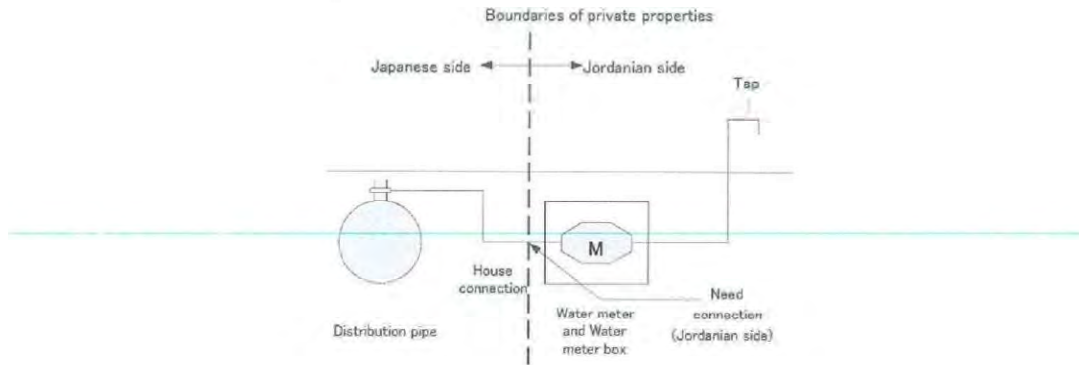 Boundaries of private properties
Japanese side
Jordanian side
Tap
M
House
connection
Need
connection
(Jordanian side)
Water meter
and Water
meter box
Distribution pipe